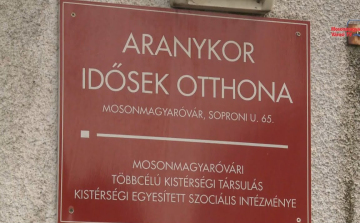 ARANYKOR
IDŐSEK OTTHONA
MOSONMAGYARÓVÁR, SOPRONI U. 65.
MOSONMAGYARÓVÁRI
TÖBBCÉLÚ KISTÉRSÉGI TÁRSULÁS
KISTÉRSÉGI EGYESÍTETT SZOCIÁLIS INTÉZMÉNYE